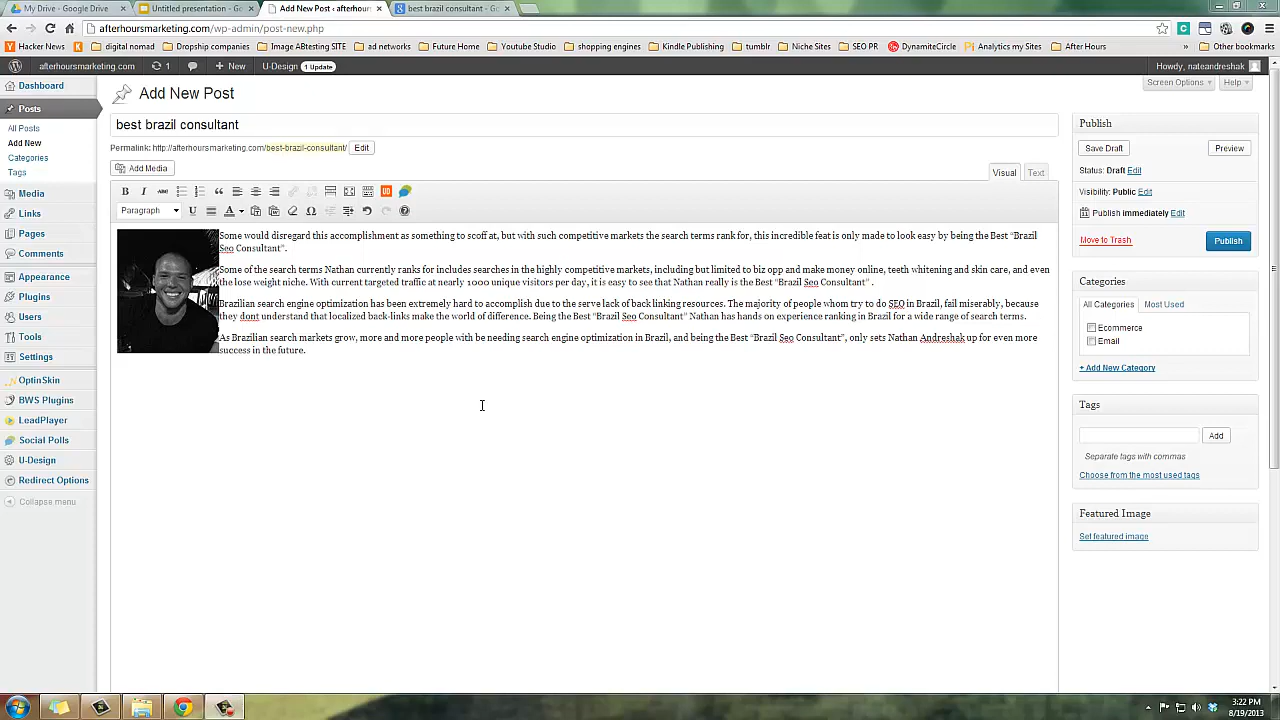 My Drive - Google Drive
Untitled presentation - Go
Add New Post ‹ afterhour
best brazil consultant - Go
afterhoursmarketing.com/wp-admin/post-new.php
Hacker News
digital nomad
Dropship companies
Image ABtesting SITE
ad networks
Future Home
Youtube Studio
shopping engines
Kindle Publishing
tumblr
Niche Sites
SEO PR
DynamiteCircle
Analytics my Sites
After Hours
»
Other bookmarks
afterhoursmarketing.com
1
+ New
U-Design 1 Update
Howdy, nateandreshak
Dashboard
Posts
All Posts
Add New
Categories
Tags
Media
Links
Pages
Comments
Appearance
Plugins
Users
Tools
Settings
OptinSkin
BWS Plugins
LeadPlayer
Social Polls
U-Design
Redirect Options
Collapse menu
Add New Post
Screen Options
Help
best brazil consultant
Permalink: http://afterhoursmarketing.com/best-brazil-consultant/ Edit
Add Media
Visual
Text
B I ABC
UD
Paragraph
U A Ω
Some would disregard this accomplishment as something to scoff at, but with such competitive markets the search terms rank for, this incredible feat is only made to look easy by being the Best “Brazil
Seo Consultant”.
Some of the search terms Nathan currently ranks for includes searches in the highly competitive markets, including but limited to biz opp and make money online, teeth whitening and skin care, and even
the lose weight niche. With current targeted traffic at nearly 1000 unique visitors per day, it is easy to see that Nathan really is the Best “Brazil Seo Consultant” .
Brazilian search engine optimization has been extremely hard to accomplish due to the serve lack of back linking resources. The majority of people whom try to do SEO in Brazil, fail miserably, because
they dont understand that localized back-links make the world of difference. Being the Best “Brazil Seo Consultant” Nathan has hands on experience ranking in Brazil for a wide range of search terms.
As Brazilian search markets grow, more and more people with be needing search engine optimization in Brazil, and being the Best “Brazil Seo Consultant”, only sets Nathan Andreshak up for even more
success in the future.
Publish
Save Draft
Preview
Status: Draft Edit
Visibility: Public Edit
Publish immediately Edit
Move to Trash
Publish
Categories
All Categories
Most Used
Ecommerce
Email
+ Add New Category
Tags
Add
Separate tags with commas
Choose from the most used tags
Featured Image
Set featured image
3:22 PM
8/19/2013